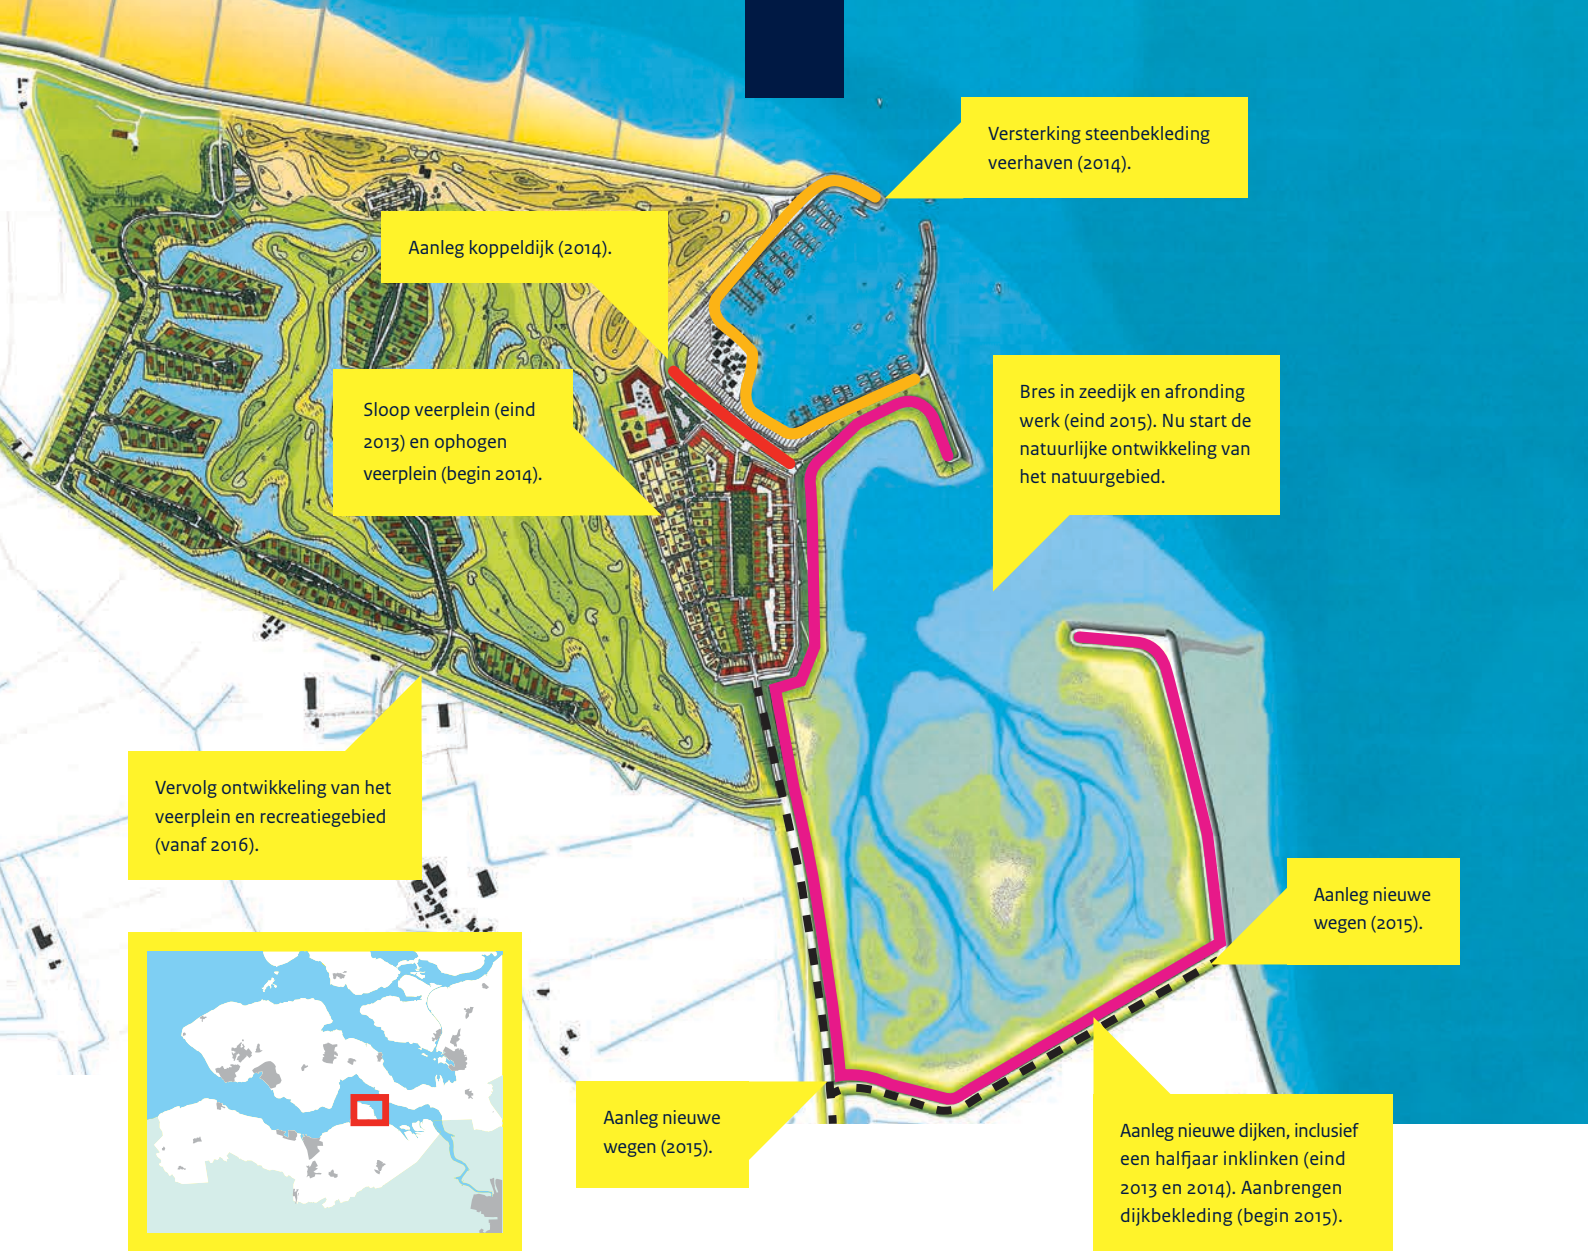 Versterking steenbekleding
veerhaven (2014).
Aanleg koppeldijk (2014).
Sloop veerplein (eind
2013) en ophogen
veerplein (begin 2014).
Bres in zeedijk en afronding
werk (eind 2015). Nu start de
natuurlijke ontwikkeling van
het natuurgebied.
Vervolg ontwikkeling van het
veerplein en recreatiegebied
(vanaf 2016).
Aanleg nieuwe
wegen (2015).
Aanleg nieuwe
wegen (2015).
Aanleg nieuwe dijken, inclusief
een halfjaar inklinken (eind
2013 en 2014). Aanbrengen
dijkbekleding (begin 2015).